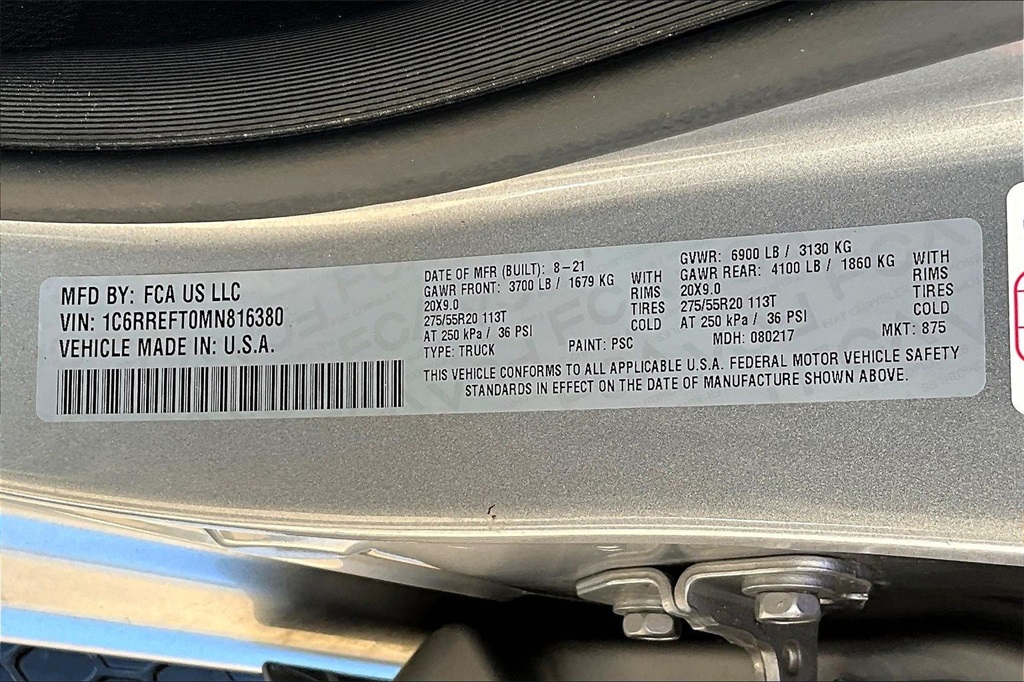 MFD BY: FCA US LLC
VIN: 1C6RREFT0MN816380
VEHICLE MADE IN: U.S.A.
DATE OF MFR (BUILT): 8-21
GAWR FRONT: 3700 LB / 1679 KG WITH
20X9.0 RIMS
275/55R20 113T TIRES
AT 250 kPa / 36 PSI COLD
TYPE: TRUCK PAINT: PSC
GVWR: 6900 LB / 3130 KG
GAWR REAR: 4100 LB / 1860 KG WITH
20X9.0 RIMS
275/55R20 113T TIRES
AT 250 kPa / 36 PSI COLD
MDH: 080217 MKT: 875
THIS VEHICLE CONFORMS TO ALL APPLICABLE U.S.A. FEDERAL MOTOR VEHICLE SAFETY
STANDARDS IN EFFECT ON THE DATE OF MANUFACTURE SHOWN ABOVE.